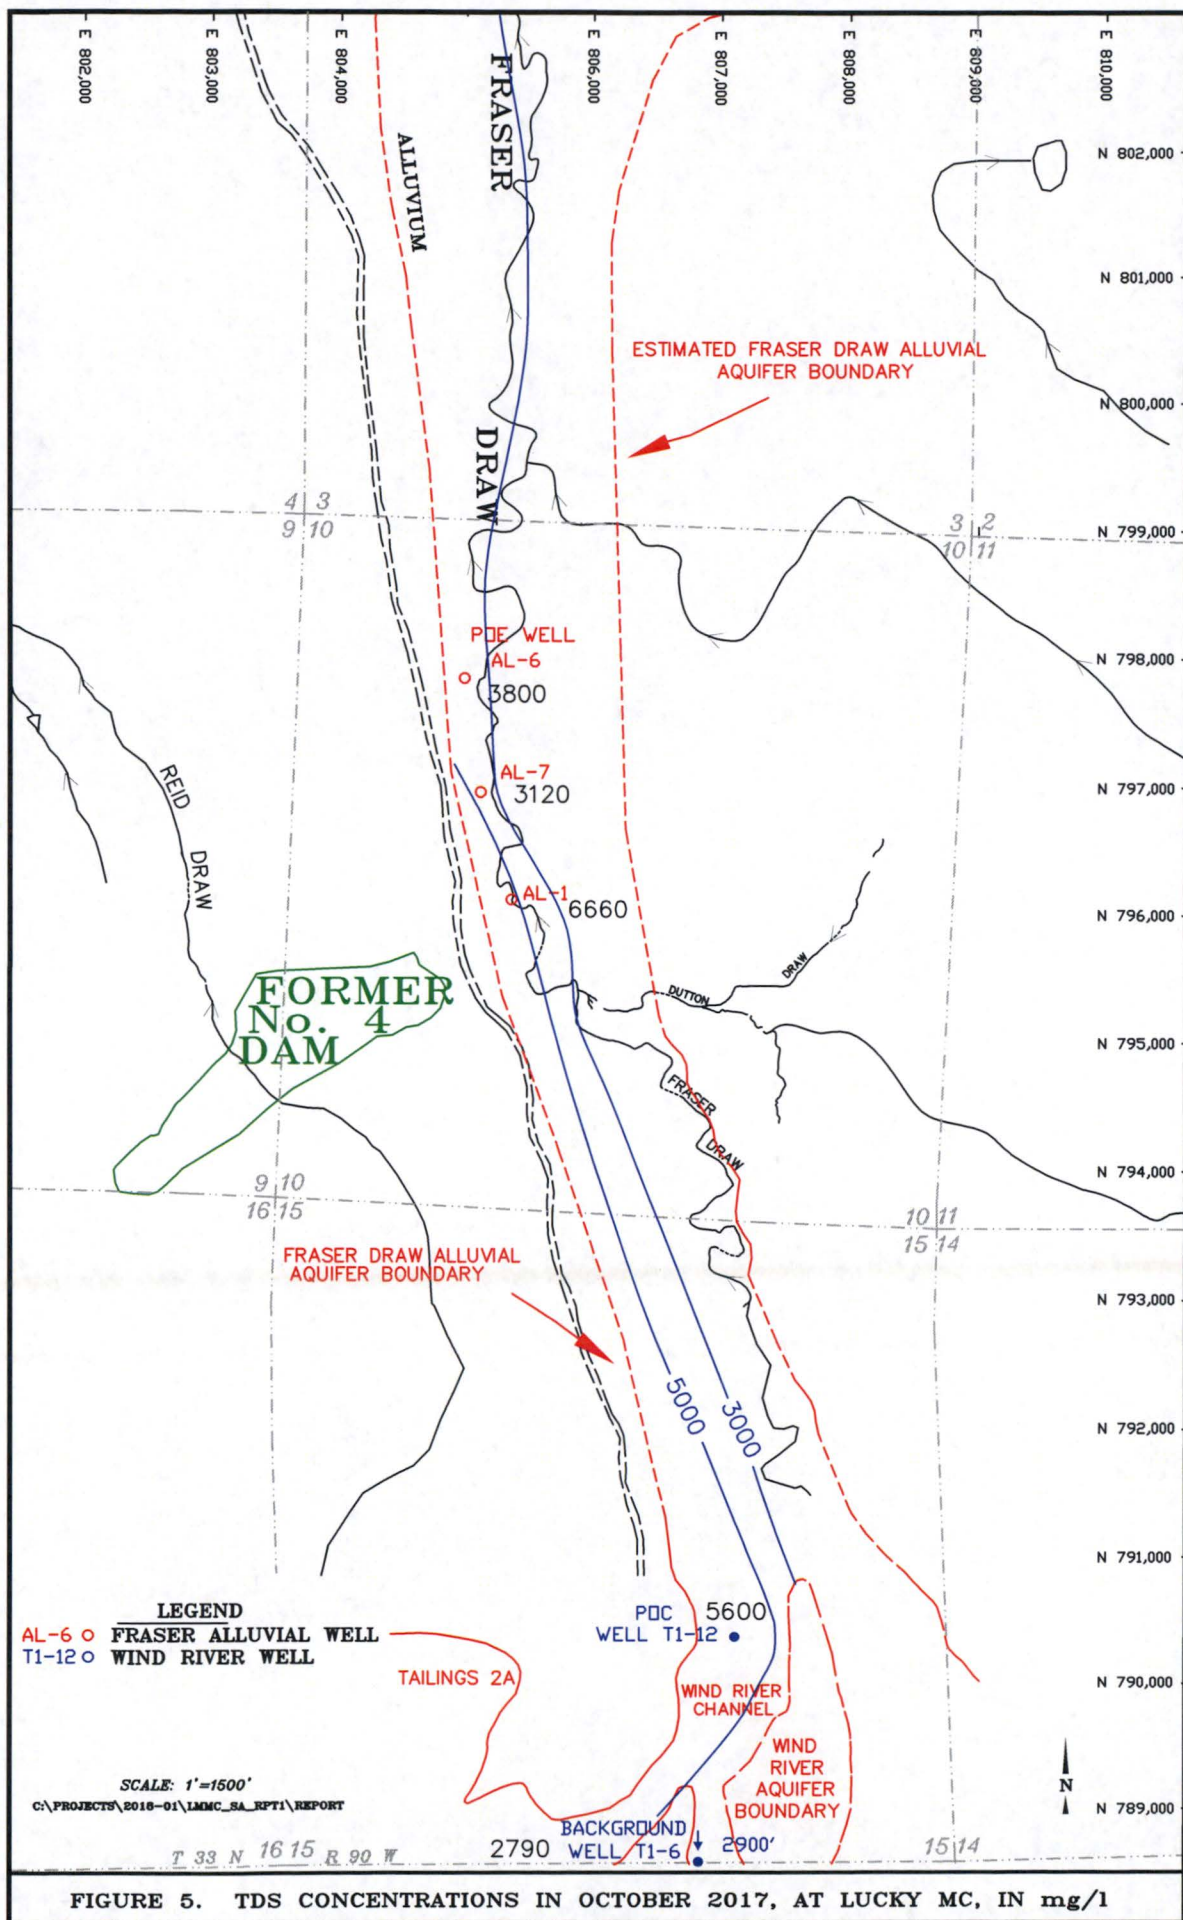 E 802,000
E 803,000
E 804,000
E 806,000
E 807,000
E 808,000
E 809,000
E 810,000
FRASER
ALLUVIUM
N 802,000
N 801,000
ESTIMATED FRASER DRAW ALLUVIAL
AQUIFER BOUNDARY
N 800,000
DRAW
4 3
9 10
3 2
10 11
N 799,000
POE WELL
AL-6
3800
N 798,000
REID
DRAW
AL-7
3120
N 797,000
AL-1
6660
N 796,000
FORMER
No. 4
DAM
DUTTON
DRAW
N 795,000
FRASER
DRAW
N 794,000
9 10
16 15
10 11
15 14
FRASER DRAW ALLUVIAL
AQUIFER BOUNDARY
N 793,000
5000
3000
N 792,000
N 791,000
LEGEND
AL-6 FRASER ALLUVIAL WELL
T1-12 WIND RIVER WELL
POC 5600
WELL T1-12
TAILINGS 2A
WIND RIVER
CHANNEL
N 790,000
WIND
RIVER
AQUIFER
BOUNDARY
N
SCALE: 1'=1500'
C:\PROJECTS\2018-01\LMMC_SA_RPT1\REPORT
N 789,000
2790
BACKGROUND
WELL T1-6
2900'
T 33 N 16 15 R 90 W
15 14
FIGURE 5. TDS CONCENTRATIONS IN OCTOBER 2017, AT LUCKY MC, IN mg/l